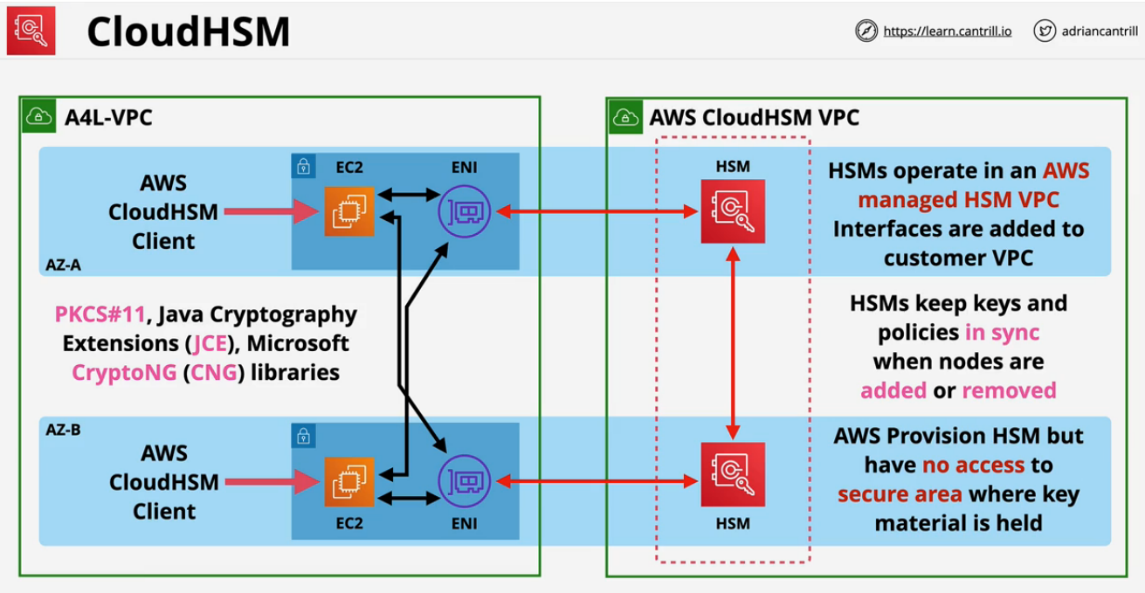 CloudHSM
https://learn.cantrill.io
adriancantrill
A4L-VPC
AWS
CloudHSM
Client
EC2
ENI
AZ-A
PKCS#11, Java Cryptography
Extensions (JCE), Microsoft
CryptoNG (CNG) libraries
AZ-B
AWS
CloudHSM
Client
EC2
ENI
AWS CloudHSM VPC
HSM
HSM
HSMs operate in an AWS
managed HSM VPC
Interfaces are added to
customer VPC
HSMs keep keys and
policies in sync
when nodes are
added or removed
AWS Provision HSM but
have no access to
secure area where key
material is held